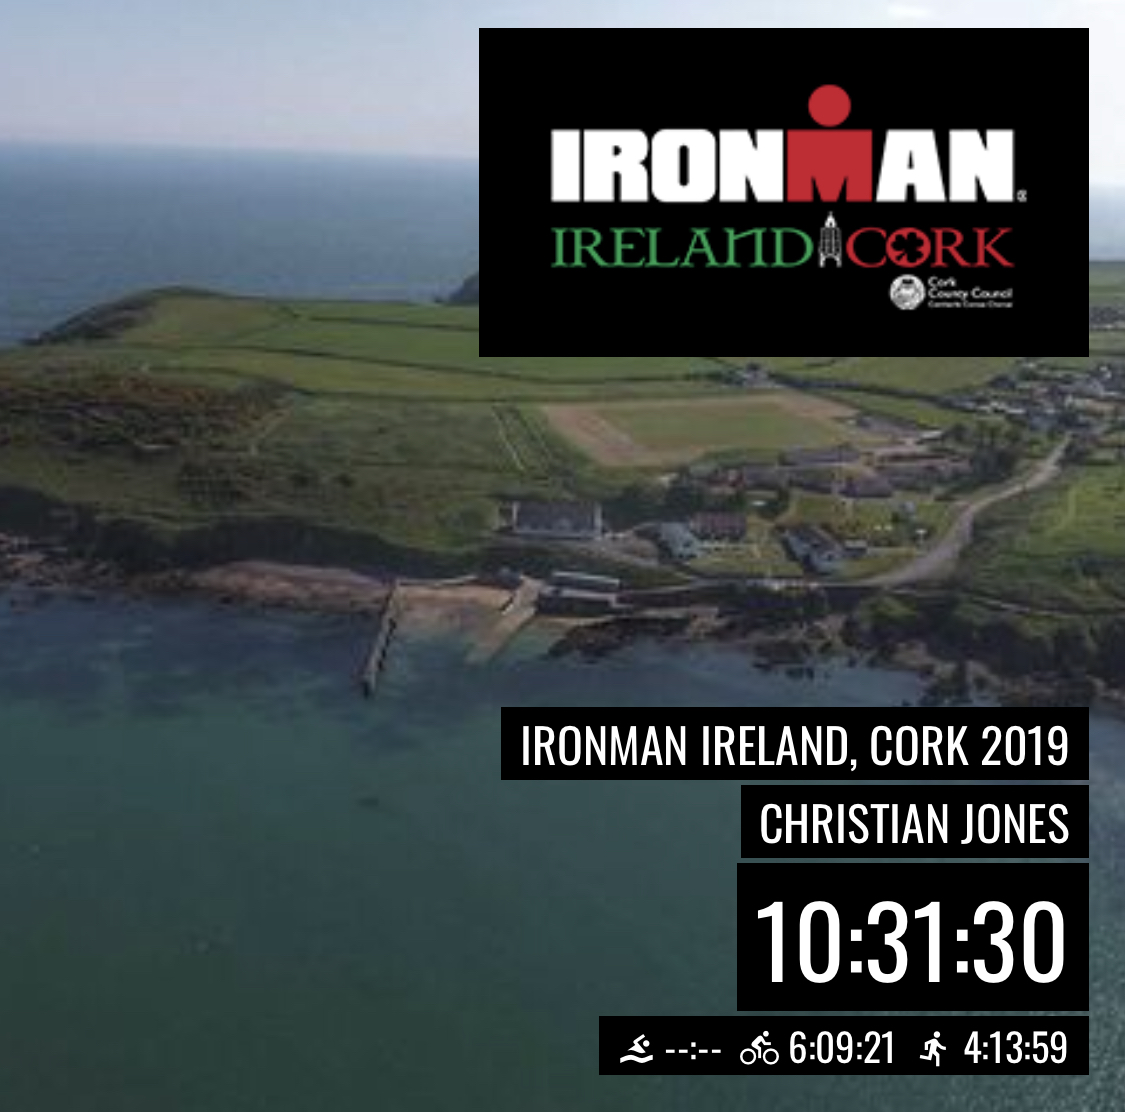 IRONMAN®
IRELAND CORK
Cork
County Council
IRONMAN IRELAND, CORK 2019
CHRISTIAN JONES
10:31:30
--:-- 6:09:21 4:13:59